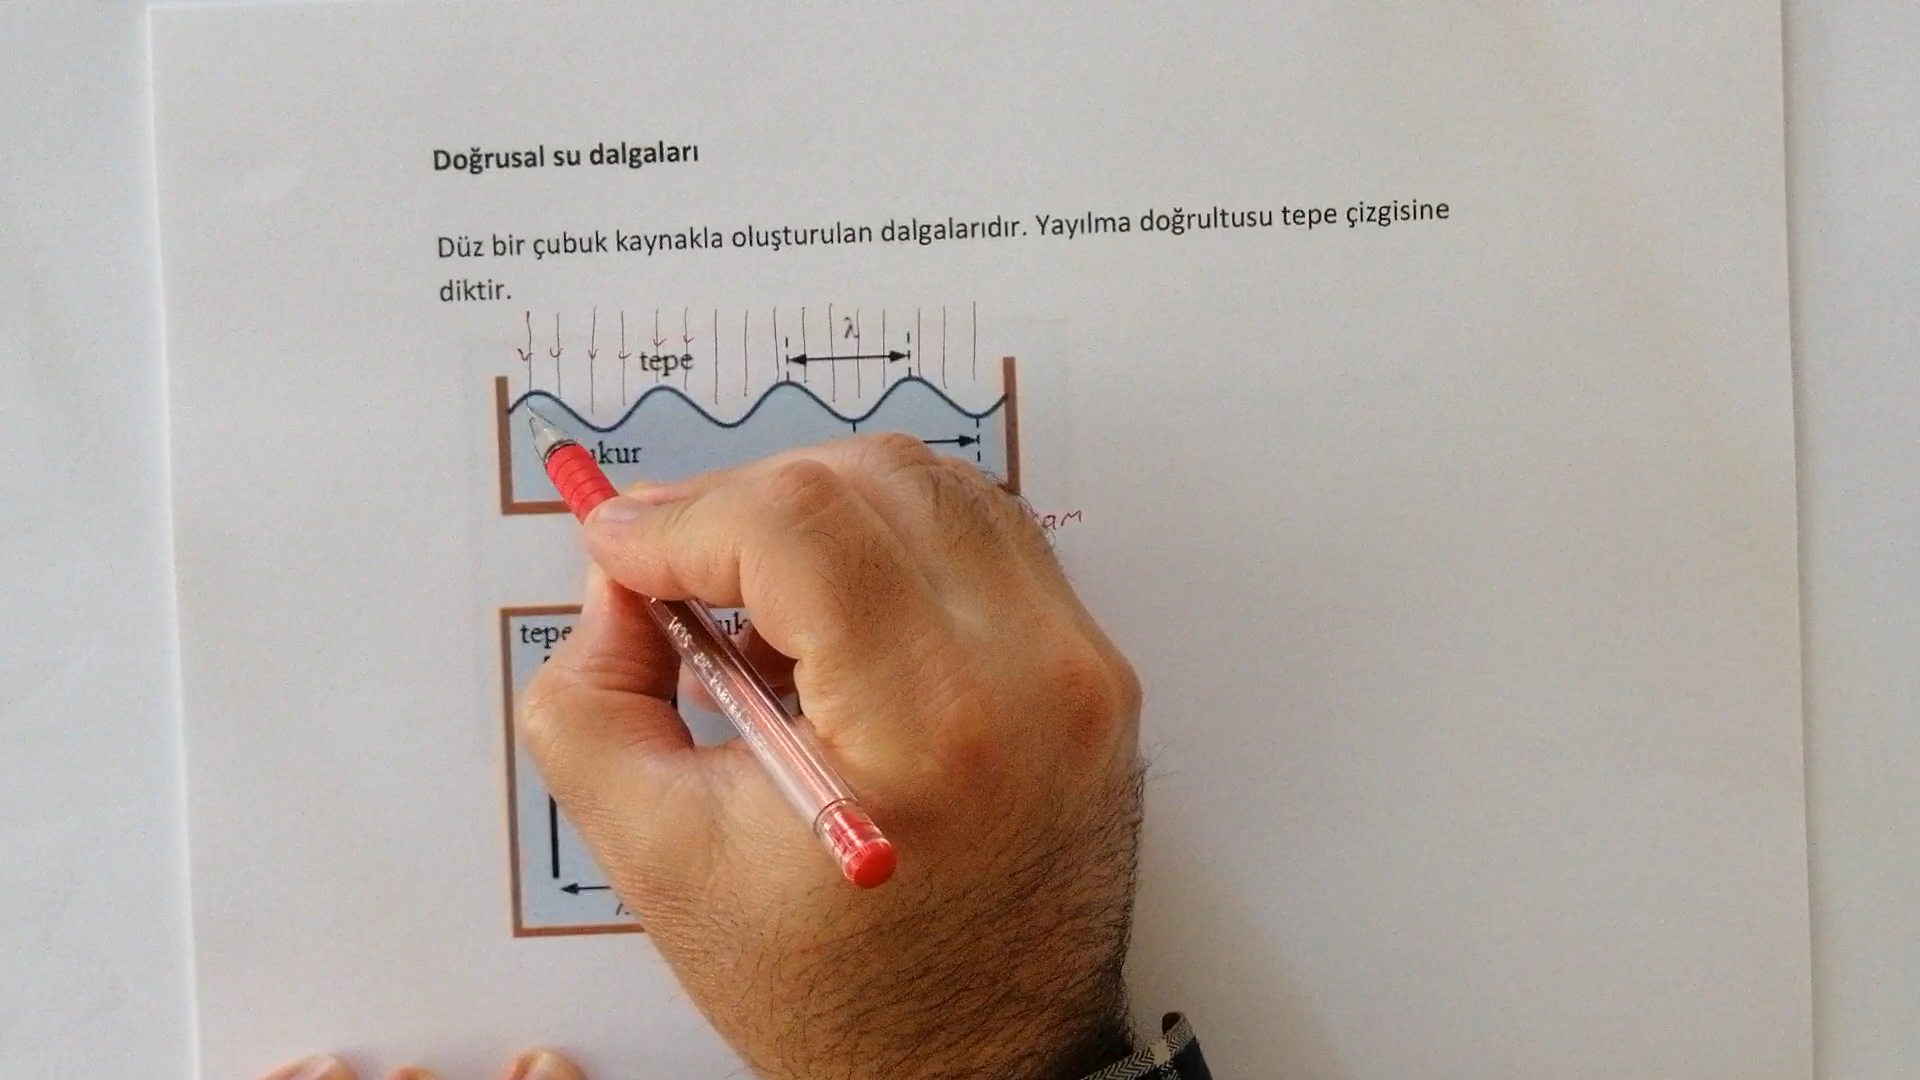 Doğrusal su dalgaları
Düz bir çubuk kaynakla oluşturulan dalgalarıdır. Yayılma doğrultusu tepe çizgisine
diktir.
λ
tepe
tepe